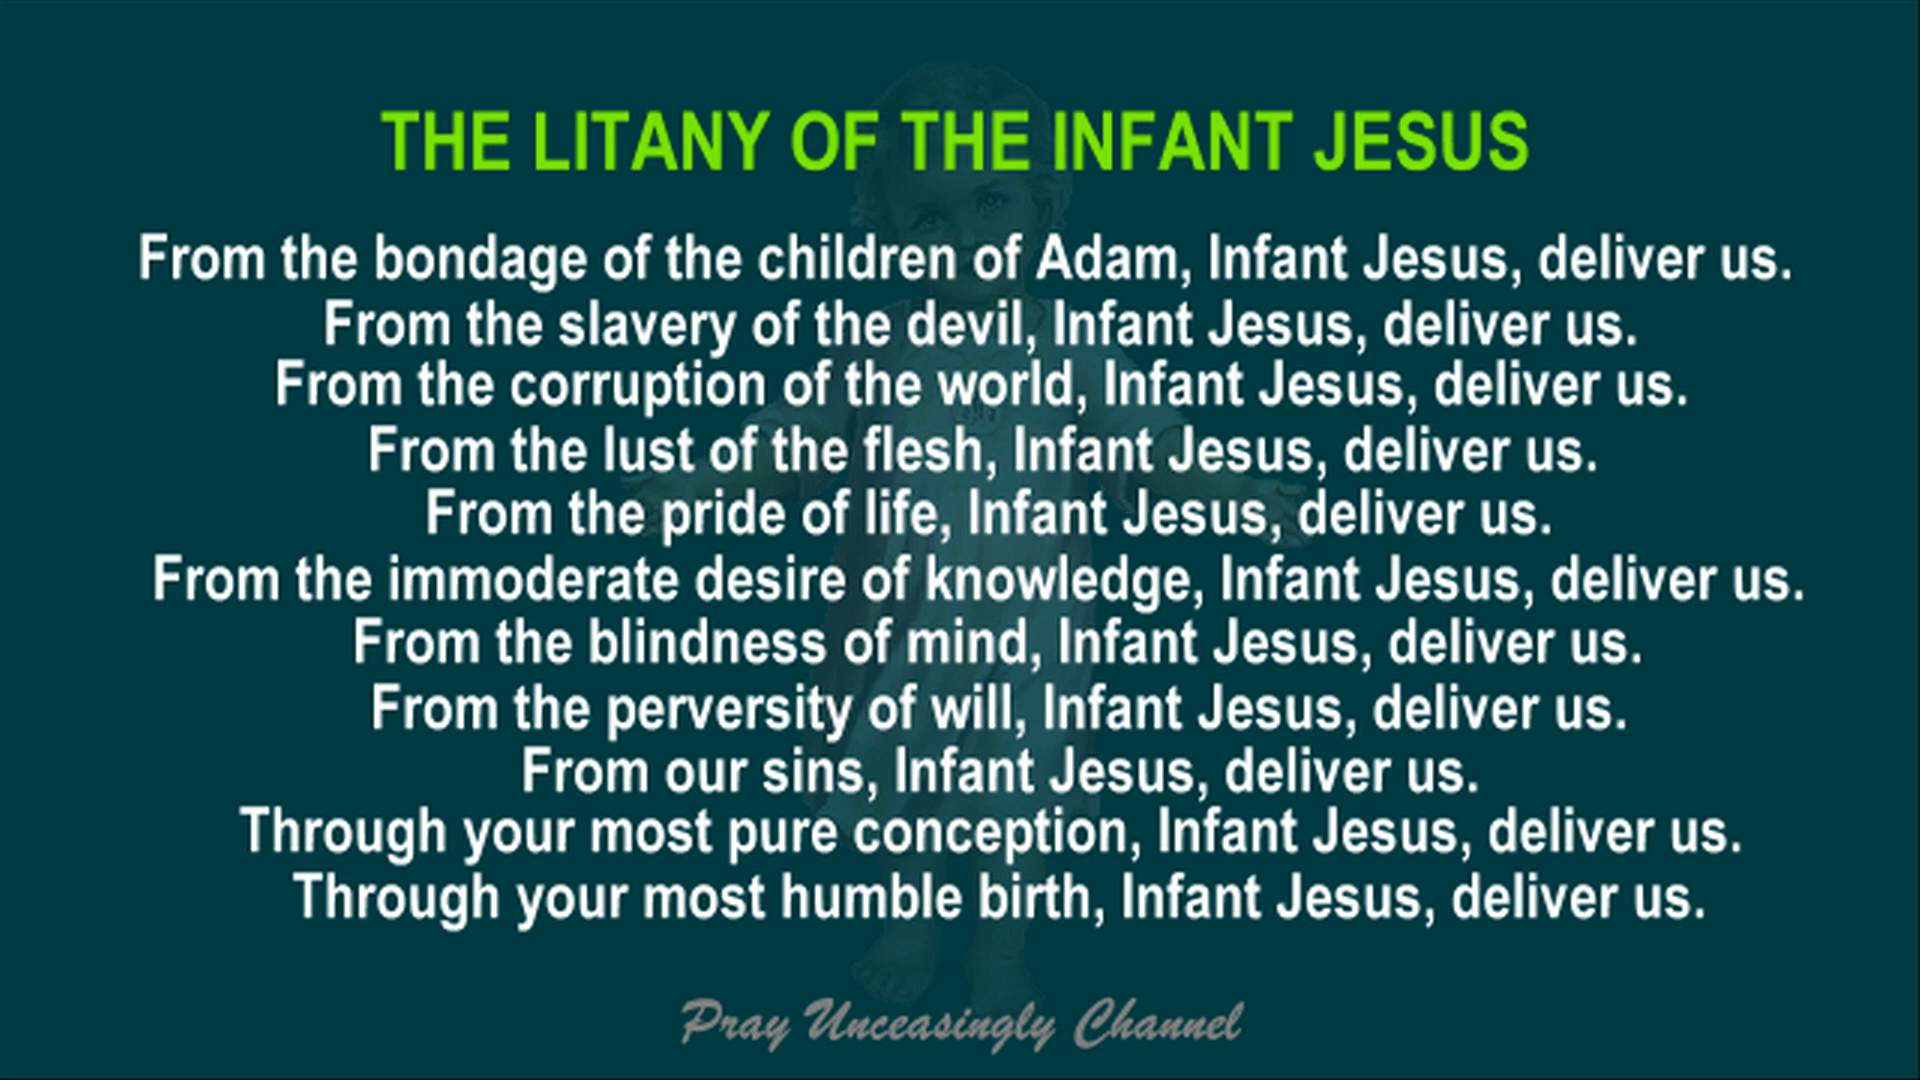 THE LITANY OF THE INFANT JESUS
From the bondage of the children of Adam, Infant Jesus, deliver us.
From the slavery of the devil, Infant Jesus, deliver us.
From the corruption of the world, Infant Jesus, deliver us.
From the lust of the flesh, Infant Jesus, deliver us.
From the pride of life, Infant Jesus, deliver us.
From the immoderate desire of knowledge, Infant Jesus, deliver us.
From the blindness of mind, Infant Jesus, deliver us.
From the perversity of will, Infant Jesus, deliver us.
From our sins, Infant Jesus, deliver us.
Through your most pure conception, Infant Jesus, deliver us.
Through your most humble birth, Infant Jesus, deliver us.
Pray Unceasingly Channel